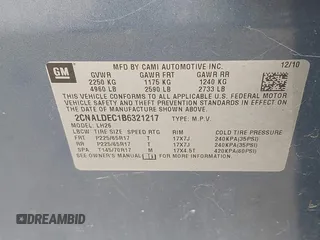 GM
MFD BY CAMI AUTOMOTIVE INC. 12/10
GVWR GAWR FRT GAWR RR
2250 KG 1175 KG 1240 KG
4960 LB 2590 LB 2733 LB
THIS VEHICLE CONFORMS TO ALL APPLICABLE U.S. FEDERAL
MOTOR VEHICLE SAFETY, BUMPER, AND THEFT PREVENTION
STANDARDS IN EFFECT ON THE DATE OF MANUFACTURE SHOWN
ABOVE.
2CNALDEC1B6321217 TYPE: M.P.V.
MODEL: LH26
TIRE SIZE SPEED RTG RIM COLD TIRE PRESSURE
FRT P225/65R17 T 17X7J 240KPA(35PSI)
RR P225/65R17 T 17X7J 240KPA(35PSI)
SPA T145/70R17 M 17X4.5T 420KPA(60PSI)
SEE OWNER'S MANUAL FOR ADDITIONAL INFORMATION.
© AutoBidMaster